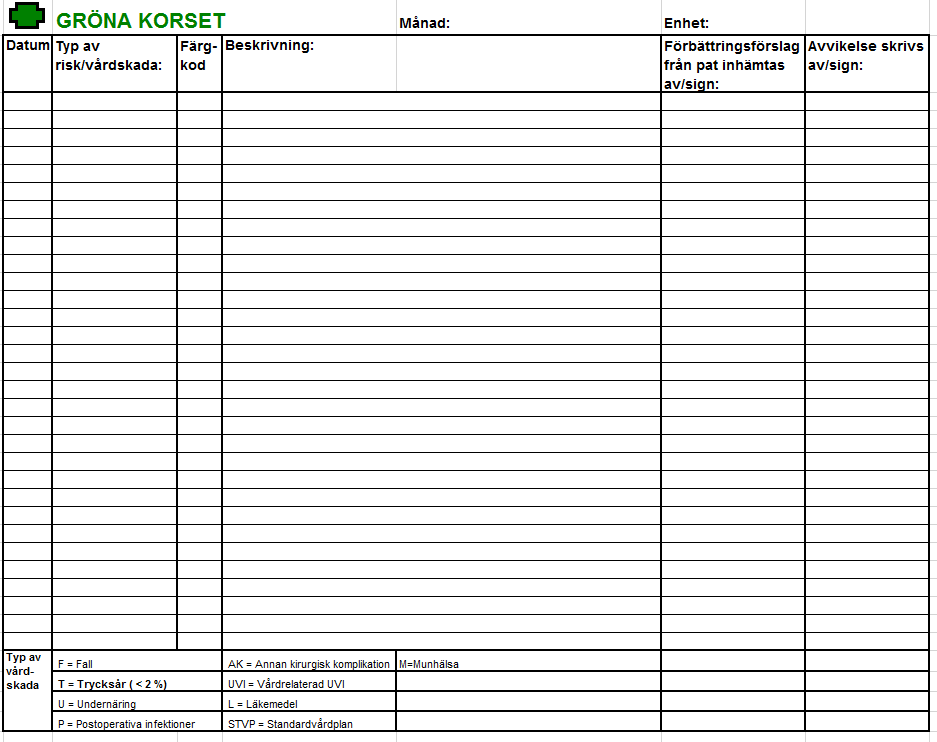 GRÖNA KORSET Månad: Enhet:
Datum Typ av risk/vårdskada: Färg-kod Beskrivning: Förbättringsförslag från pat inhämtas av/sign: Avvikelse skrivs av/sign:
Typ av vård-skada
F = Fall AK = Annan kirurgisk komplikation M=Munhälsa
T = Trycksår ( < 2 %) UVI = Vårdrelaterad UVI
U = Undernäring L = Läkemedel
P = Postoperativa infektioner STVP = Standardvårdplan